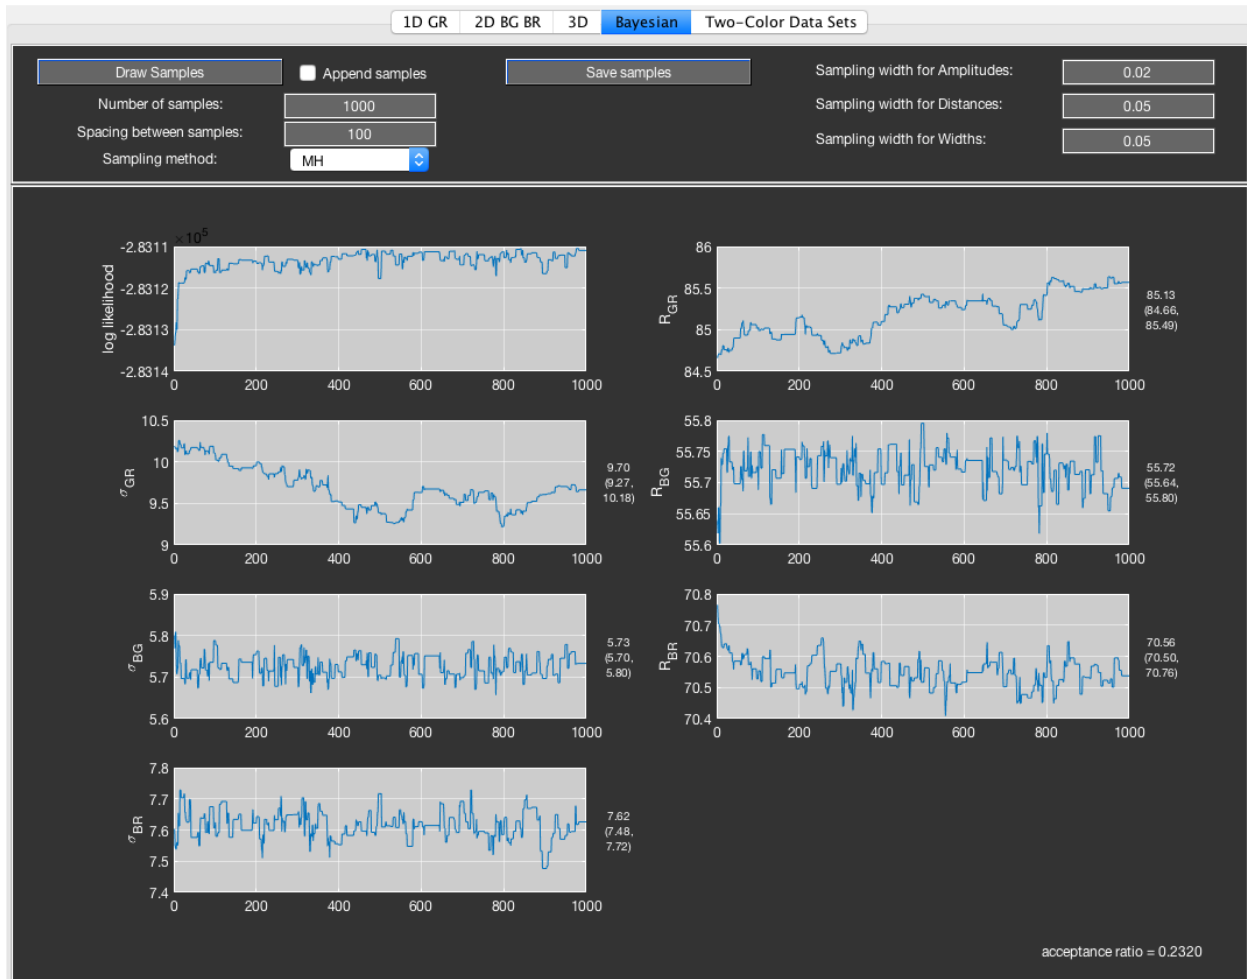 1D GR 2D BG BR 3D Bayesian Two-Color Data Sets
Draw Samples Append samples Save samples Sampling width for Amplitudes: 0.02
Number of samples: 1000 Sampling width for Distances: 0.05
Spacing between samples: 100 Sampling width for Widths: 0.05
Sampling method: MH
×10^5
log likelihood
-2.8311
-2.8312
-2.8313
-2.8314
0 200 400 600 800 1000
R_GR
86
85.5
85
84.5
0 200 400 600 800 1000
85.13
(84.66,
85.49)
σ_GR
10.5
10
9.5
9
0 200 400 600 800 1000
9.70
(9.27,
10.18)
R_BG
55.8
55.75
55.7
55.65
55.6
0 200 400 600 800 1000
55.72
(55.64,
55.80)
σ_BG
5.9
5.8
5.7
5.6
0 200 400 600 800 1000
5.73
(5.70,
5.80)
R_BR
70.8
70.7
70.6
70.5
70.4
0 200 400 600 800 1000
70.56
(70.50,
70.76)
σ_BR
7.8
7.7
7.6
7.5
7.4
0 200 400 600 800 1000
7.62
(7.48,
7.72)
acceptance ratio = 0.2320